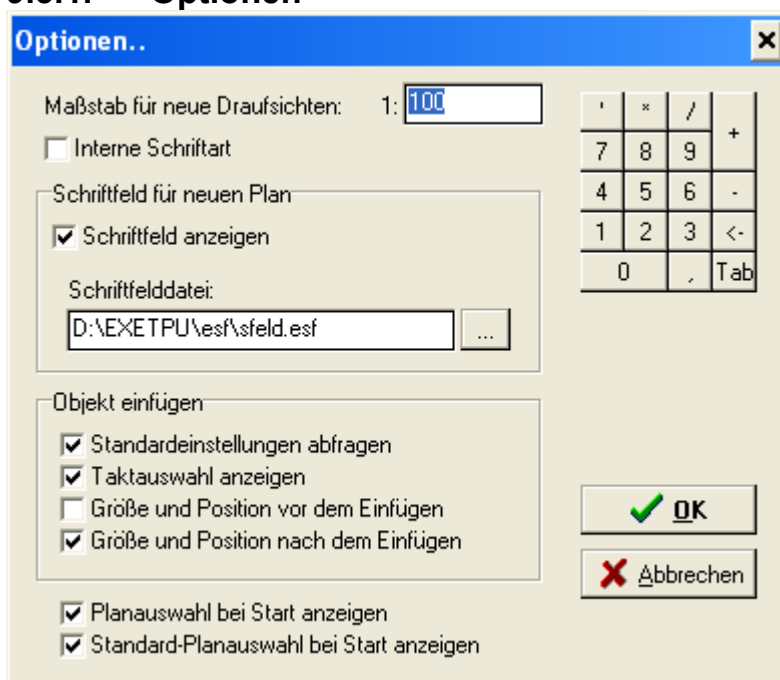 Optionen
Optionen..
Maßstab für neue Draufsichten: 1: 100
Interne Schriftart
Schriftfeld für neuen Plan
Schriftfeld anzeigen
Schriftfelddatei:
D:\EXETPU\esf\sfeld.esf ...
Objekt einfügen
Standardeinstellungen abfragen
Taktauswahl anzeigen
Größe und Position vor dem Einfügen
Größe und Position nach dem Einfügen
Planauswahl bei Start anzeigen
Standard-Planauswahl bei Start anzeigen
' * / +
7 8 9
4 5 6 -
1 2 3 <-
0 , Tab
OK
Abbrechen